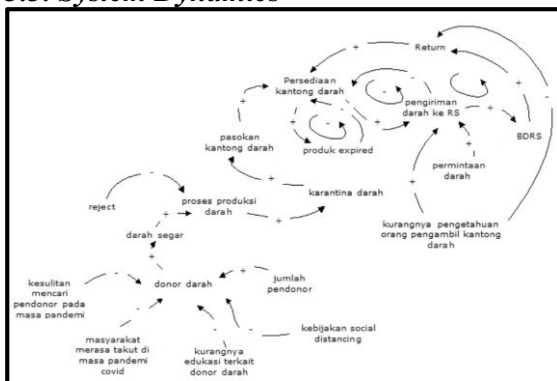 3.3. System Dynamics
Return
Persediaan
kantong darah
pengiriman
darah ke RS
pasokan
kantong darah
produk expired
BDRS
permintaan
darah
reject
proses produksi
darah
karantina darah
kurangnya pengetahuan
orang pengambil kantong
darah
darah segar
kesulitan
mencari
pendonor pada
masa pandemi
donor darah
jumlah
pendonor
masyarakat
merasa takut di
masa pandemi
covid
kurangnya
edukasi terkait
donor darah
kebijakan social
distancing